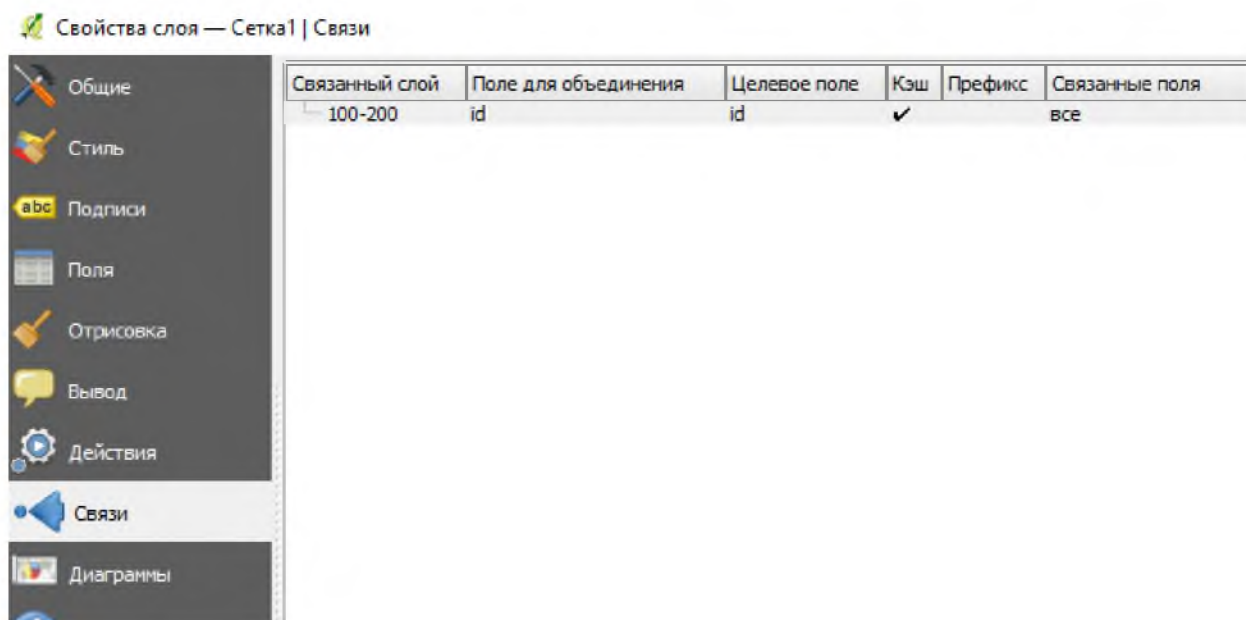 Свойства слоя — Сетка1 | Связи
Общие
Стиль
abc Подписи
Поля
Отрисовка
Вывод
Действия
Связи
Диаграммы
Связанный слой Поле для объединения Целевое поле Кэш Префикс Связанные поля
100-200 id id ✔ все